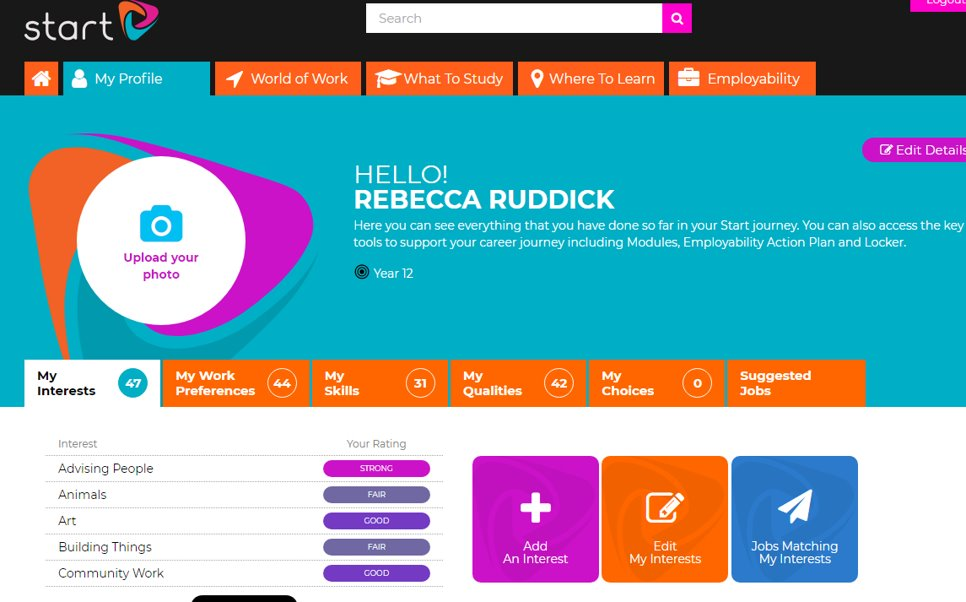 start
Search
Logout
My Profile
World of Work
What To Study
Where To Learn
Employability
Edit Details
HELLO!
REBECCA RUDDICK
Here you can see everything that you have done so far in your Start journey. You can also access the key
tools to support your career journey including Modules, Employability Action Plan and Locker.
Year 12
Upload your
photo
My
Interests
47
My Work
Preferences
44
My
Skills
31
My
Qualities
42
My
Choices
0
Suggested
Jobs
Interest Your Rating
Advising People STRONG
Animals FAIR
Art GOOD
Building Things FAIR
Community Work GOOD
Add
An Interest
Edit
My Interests
Jobs Matching
My Interests